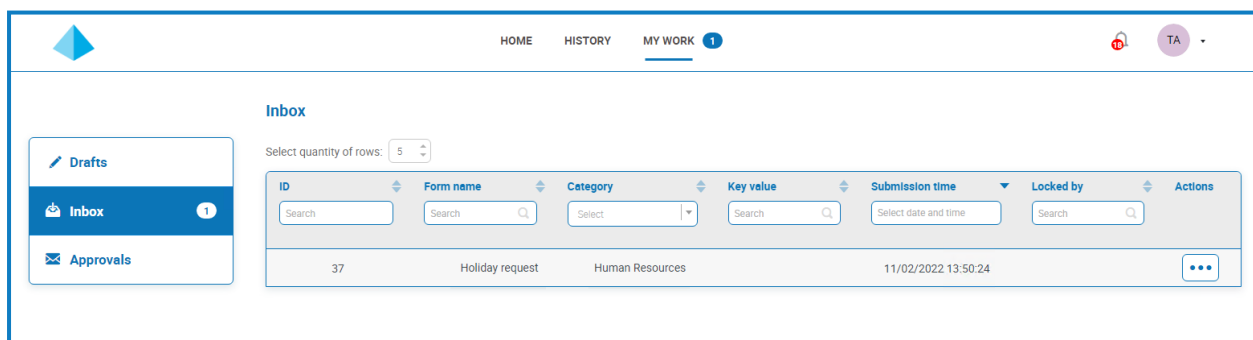 HOME HISTORY MY WORK 1 18 TA
Inbox
Select quantity of rows: 5
Drafts
Inbox 1
Approvals
ID Form name Category Key value Submission time Locked by Actions
Search Search Select Search Select date and time Search
37 Holiday request Human Resources 11/02/2022 13:50:24